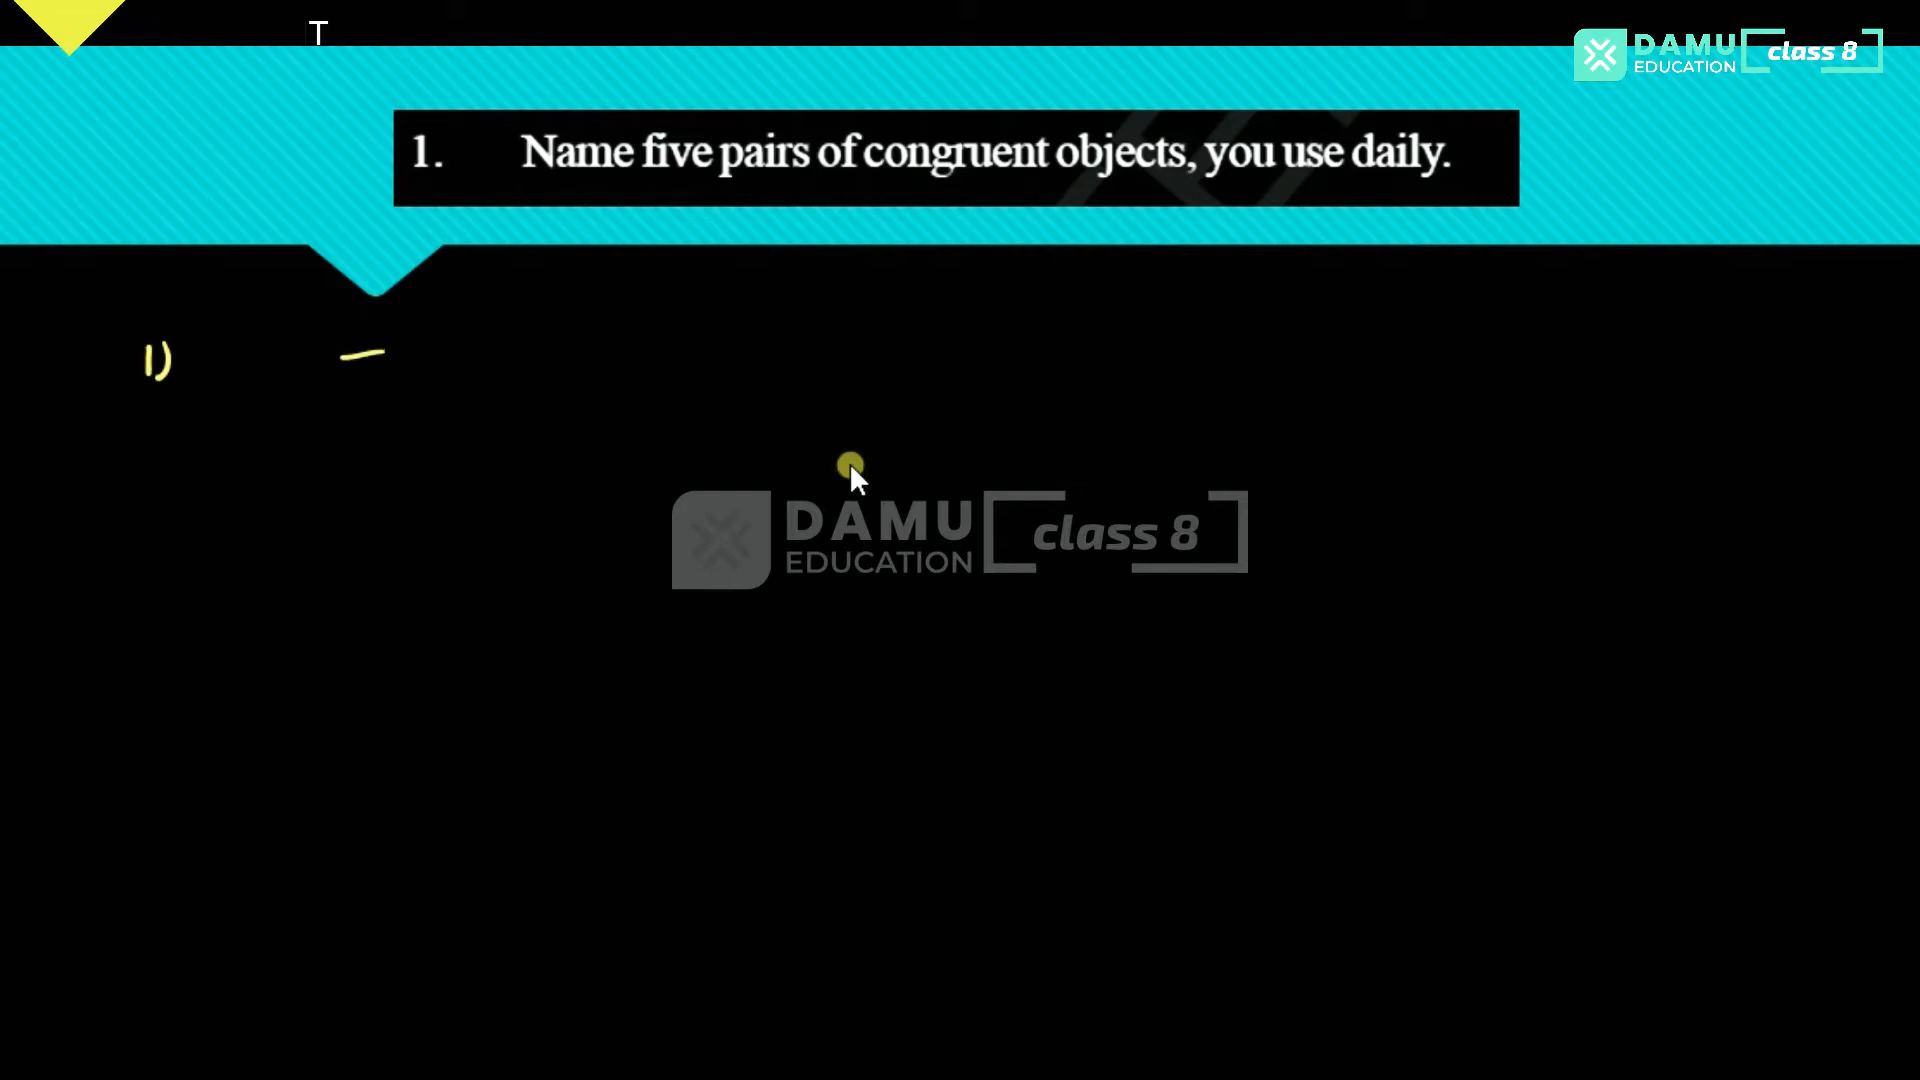 T
DAMU
EDUCATION
class 8
1. Name five pairs of congruent objects, you use daily.
1) –
DAMU
EDUCATION
class 8